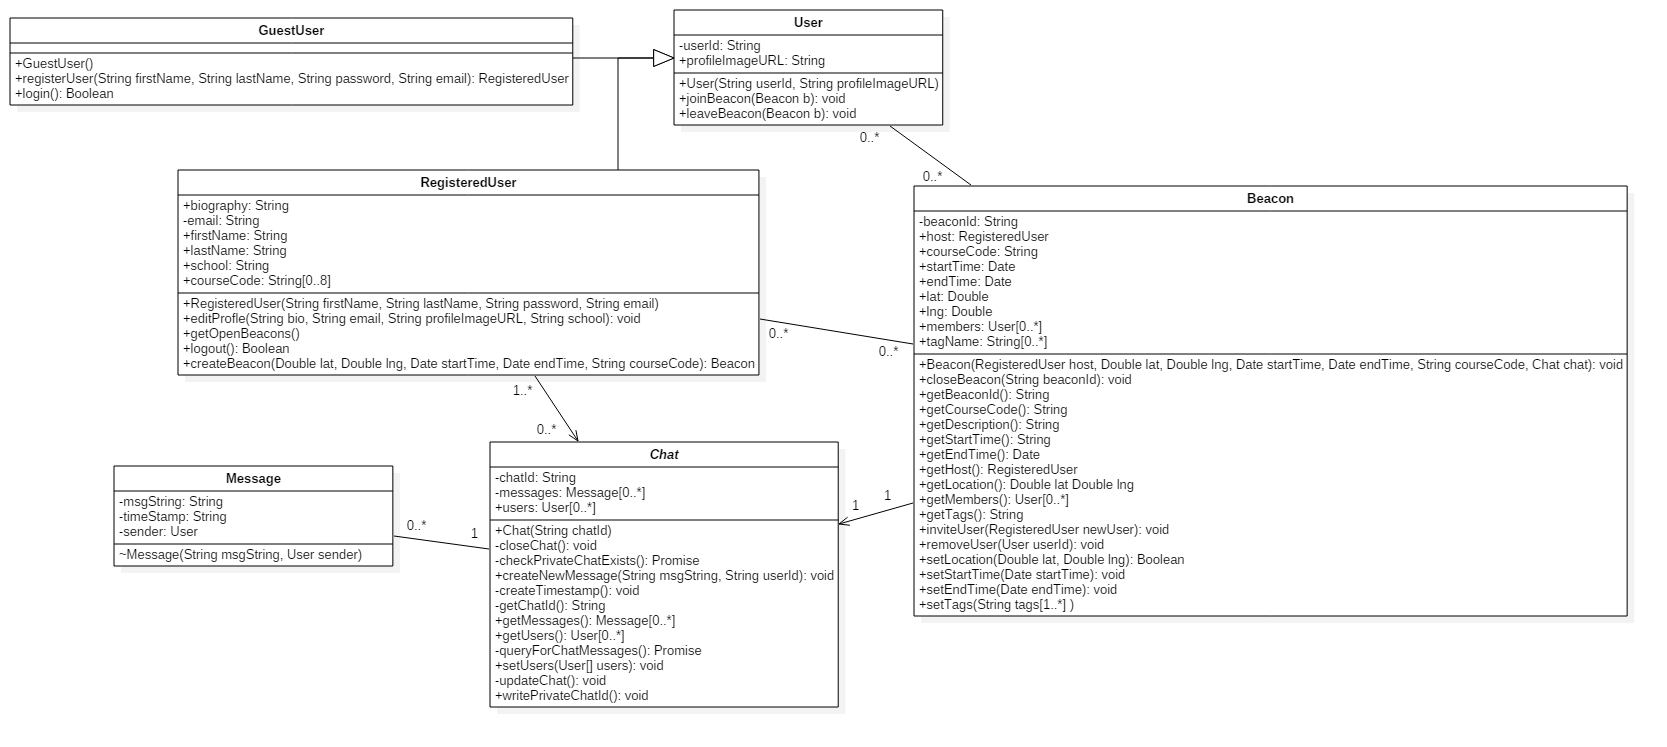 GuestUser
+GuestUser()
+registerUser(String firstName, String lastName, String password, String email): RegisteredUser
+login(): Boolean
User
-userId: String
+profileImageURL: String
+User(String userId, String profileImageURL)
+joinBeacon(Beacon b): void
+leaveBeacon(Beacon b): void
0..*
0..*
RegisteredUser
+biography: String
-email: String
+firstName: String
+lastName: String
+school: String
+courseCode: String[0..8]
+RegisteredUser(String firstName, String lastName, String password, String email)
+editProfle(String bio, String email, String profileImageURL, String school): void
+getOpenBeacons()
+logout(): Boolean
+createBeacon(Double lat, Double lng, Date startTime, Date endTime, String courseCode): Beacon
0..*
0..*
Beacon
-beaconId: String
+host: RegisteredUser
+courseCode: String
+startTime: Date
+endTime: Date
+lat: Double
+lng: Double
+members: User[0..*]
+tagName: String[0..*]
+Beacon(RegisteredUser host, Double lat, Double lng, Date startTime, Date endTime, String courseCode, Chat chat): void
+closeBeacon(String beaconId): void
+getBeaconId(): String
+getCourseCode(): String
+getDescription(): String
+getStartTime(): String
+getEndTime(): Date
+getHost(): RegisteredUser
+getLocation(): Double lat Double lng
+getMembers(): User[0..*]
+getTags(): String
+inviteUser(RegisteredUser newUser): void
+removeUser(User userId): void
+setLocation(Double lat, Double lng): Boolean
+setStartTime(Date startTime): void
+setEndTime(Date endTime): void
+setTags(String tags[1..*] )
1..*
0..*
1
1
Message
-msgString: String
-timeStamp: String
-sender: User
~Message(String msgString, User sender)
0..*
1
Chat
-chatId: String
-messages: Message[0..*]
+users: User[0..*]
+Chat(String chatId)
-closeChat(): void
-checkPrivateChatExists(): Promise
+createNewMessage(String msgString, String userId): void
-createTimestamp(): void
-getChatId(): String
+getMessages(): Message[0..*]
+getUsers(): User[0..*]
-queryForChatMessages(): Promise
+setUsers(User[] users): void
-updateChat(): void
+writePrivateChatId(): void